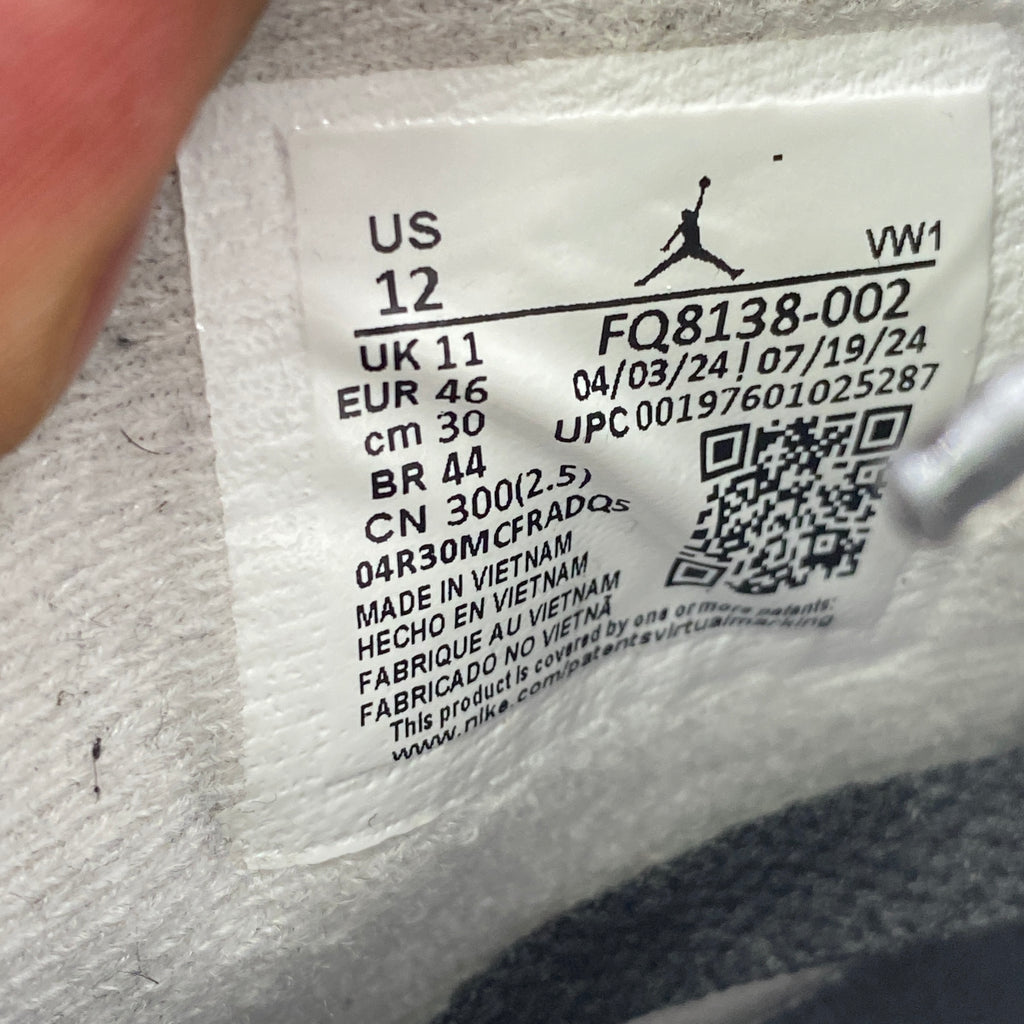 US
12
VW1
UK 11
EUR 46
cm 30
BR 44
CN 300(2.5)
FQ8138-002
04/03/24 | 07/19/24
UPC 00197601025287
04R30MCFRADQ5
MADE IN VIETNAM
HECHO EN VIETNAM
FABRIQUE AU VIETNAM
FABRICADO NO VIETNÃ
This product is covered by one or more patents:
www.nike.com/patentsvirtualmarking